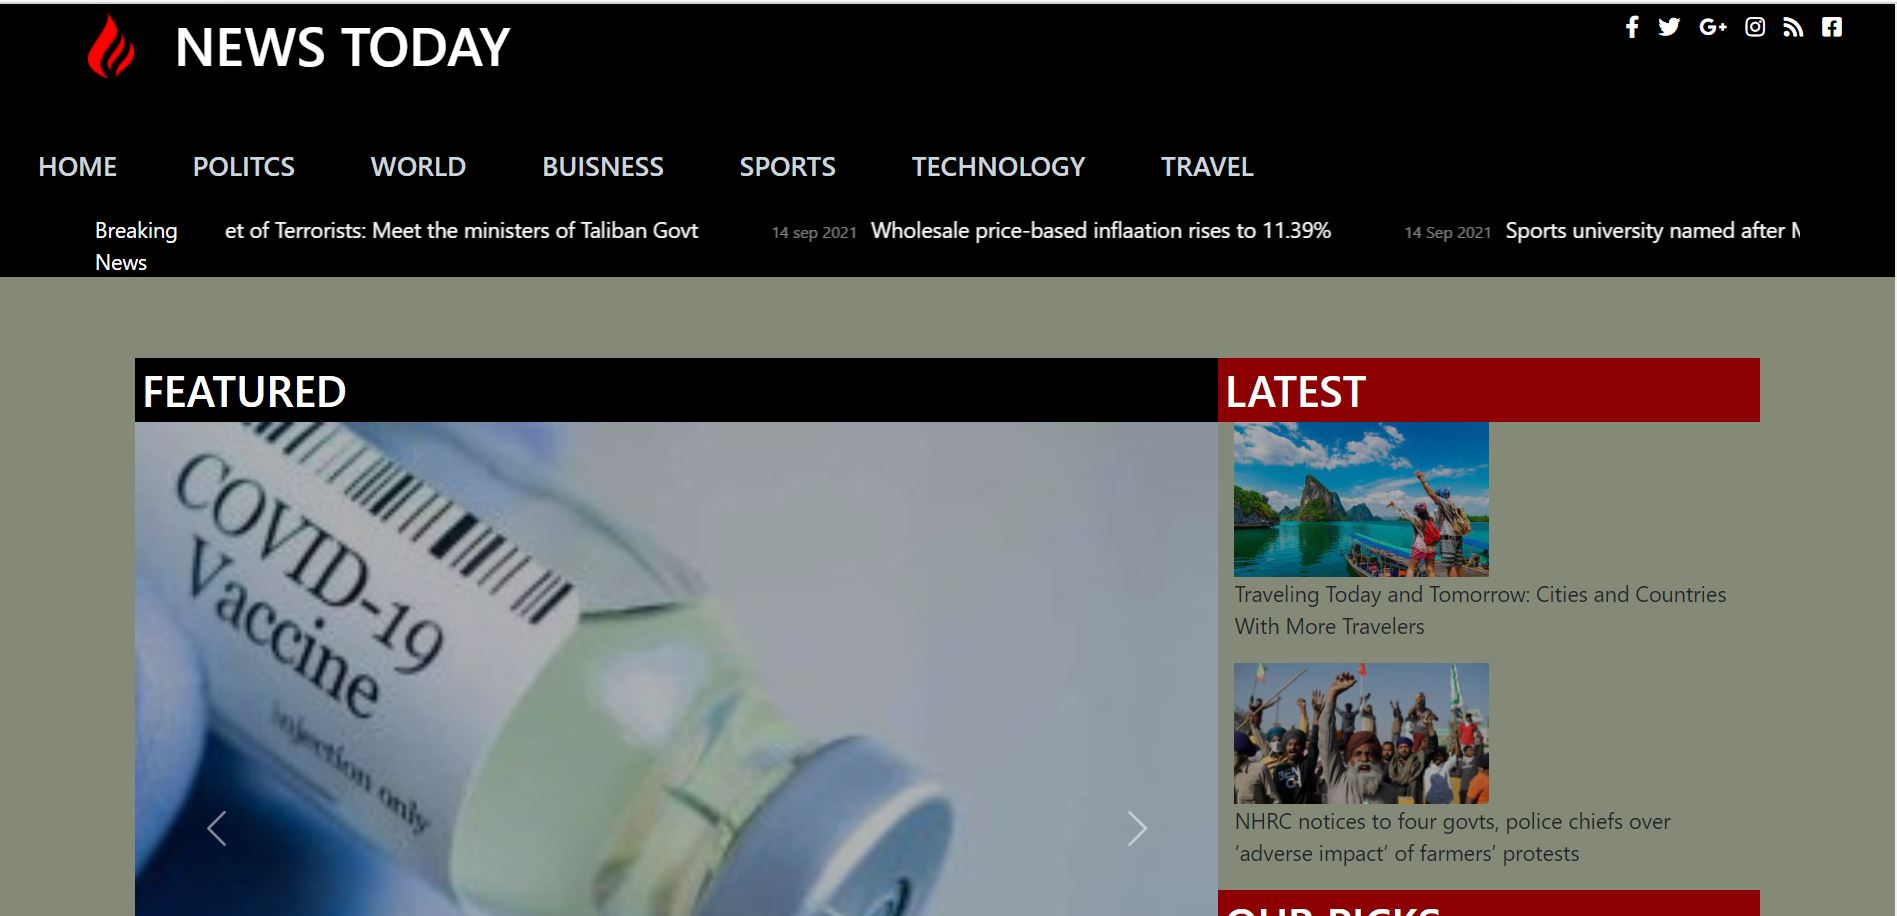 NEWS TODAY
HOME POLITCS WORLD BUISNESS SPORTS TECHNOLOGY TRAVEL
Breaking News
et of Terrorists: Meet the ministers of Taliban Govt 14 sep 2021 Wholesale price-based inflaation rises to 11.39% 14 Sep 2021 Sports university named after
FEATURED
COVID-19
Vaccine
injection only
LATEST
Traveling Today and Tomorrow: Cities and Countries
With More Travelers
NHRC notices to four govts, police chiefs over
‘adverse impact’ of farmers’ protests
OUR PICKS